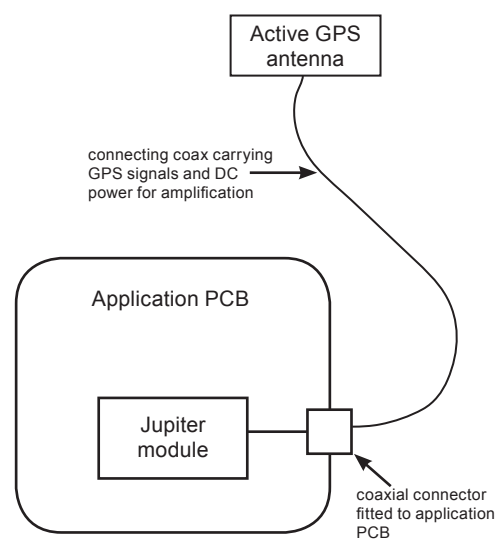 Active GPS
antenna
connecting coax carrying
GPS signals and DC
power for amplification
Application PCB
Jupiter
module
coaxial connector
fitted to application
PCB